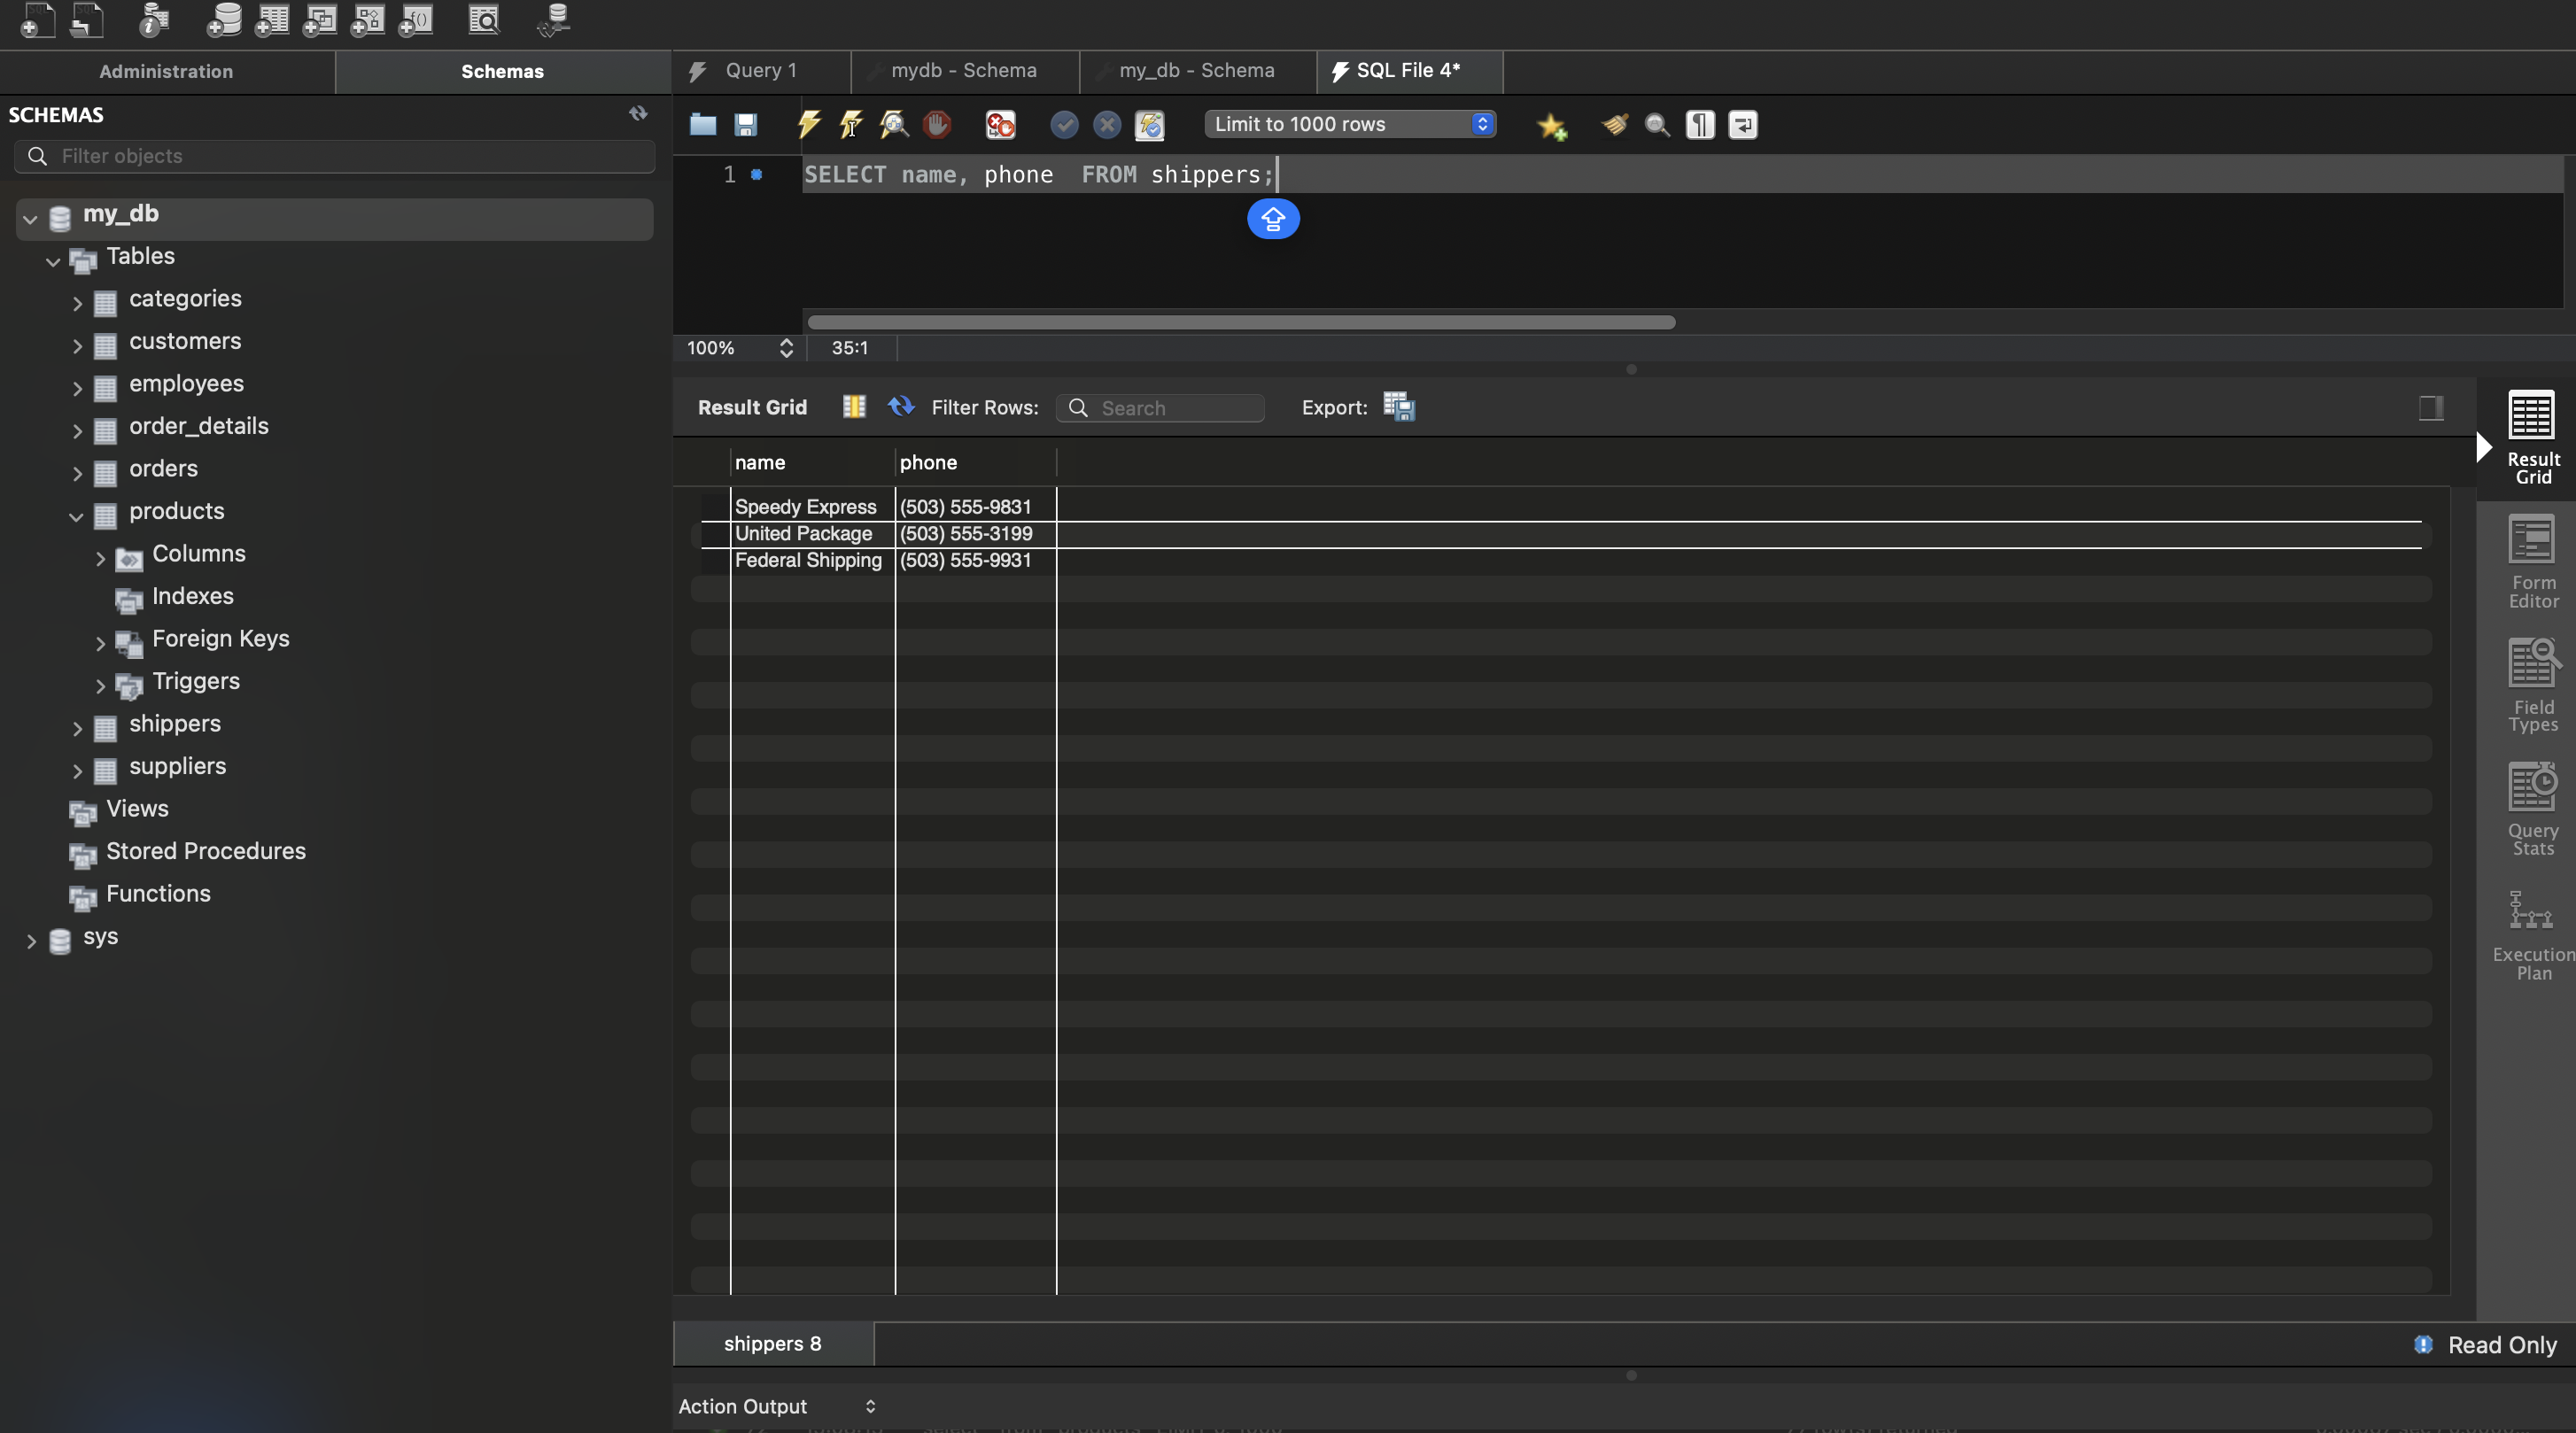 Administration
Schemas
Query 1
mydb - Schema
my_db - Schema
SQL File 4*
SCHEMAS
Filter objects
Limit to 1000 rows
1
SELECT name, phone  FROM shippers;
my_db
Tables
categories
customers
employees
order_details
orders
products
Columns
Indexes
Foreign Keys
Triggers
shippers
suppliers
Views
Stored Procedures
Functions
sys
100%
35:1
Result Grid
Filter Rows:
Search
Export:
name phone
Speedy Express (503) 555-9831
United Package (503) 555-3199
Federal Shipping (503) 555-9931
Result
Grid
Form
Editor
Field
Types
Query
Stats
Execution
Plan
shippers 8
Read Only
Action Output